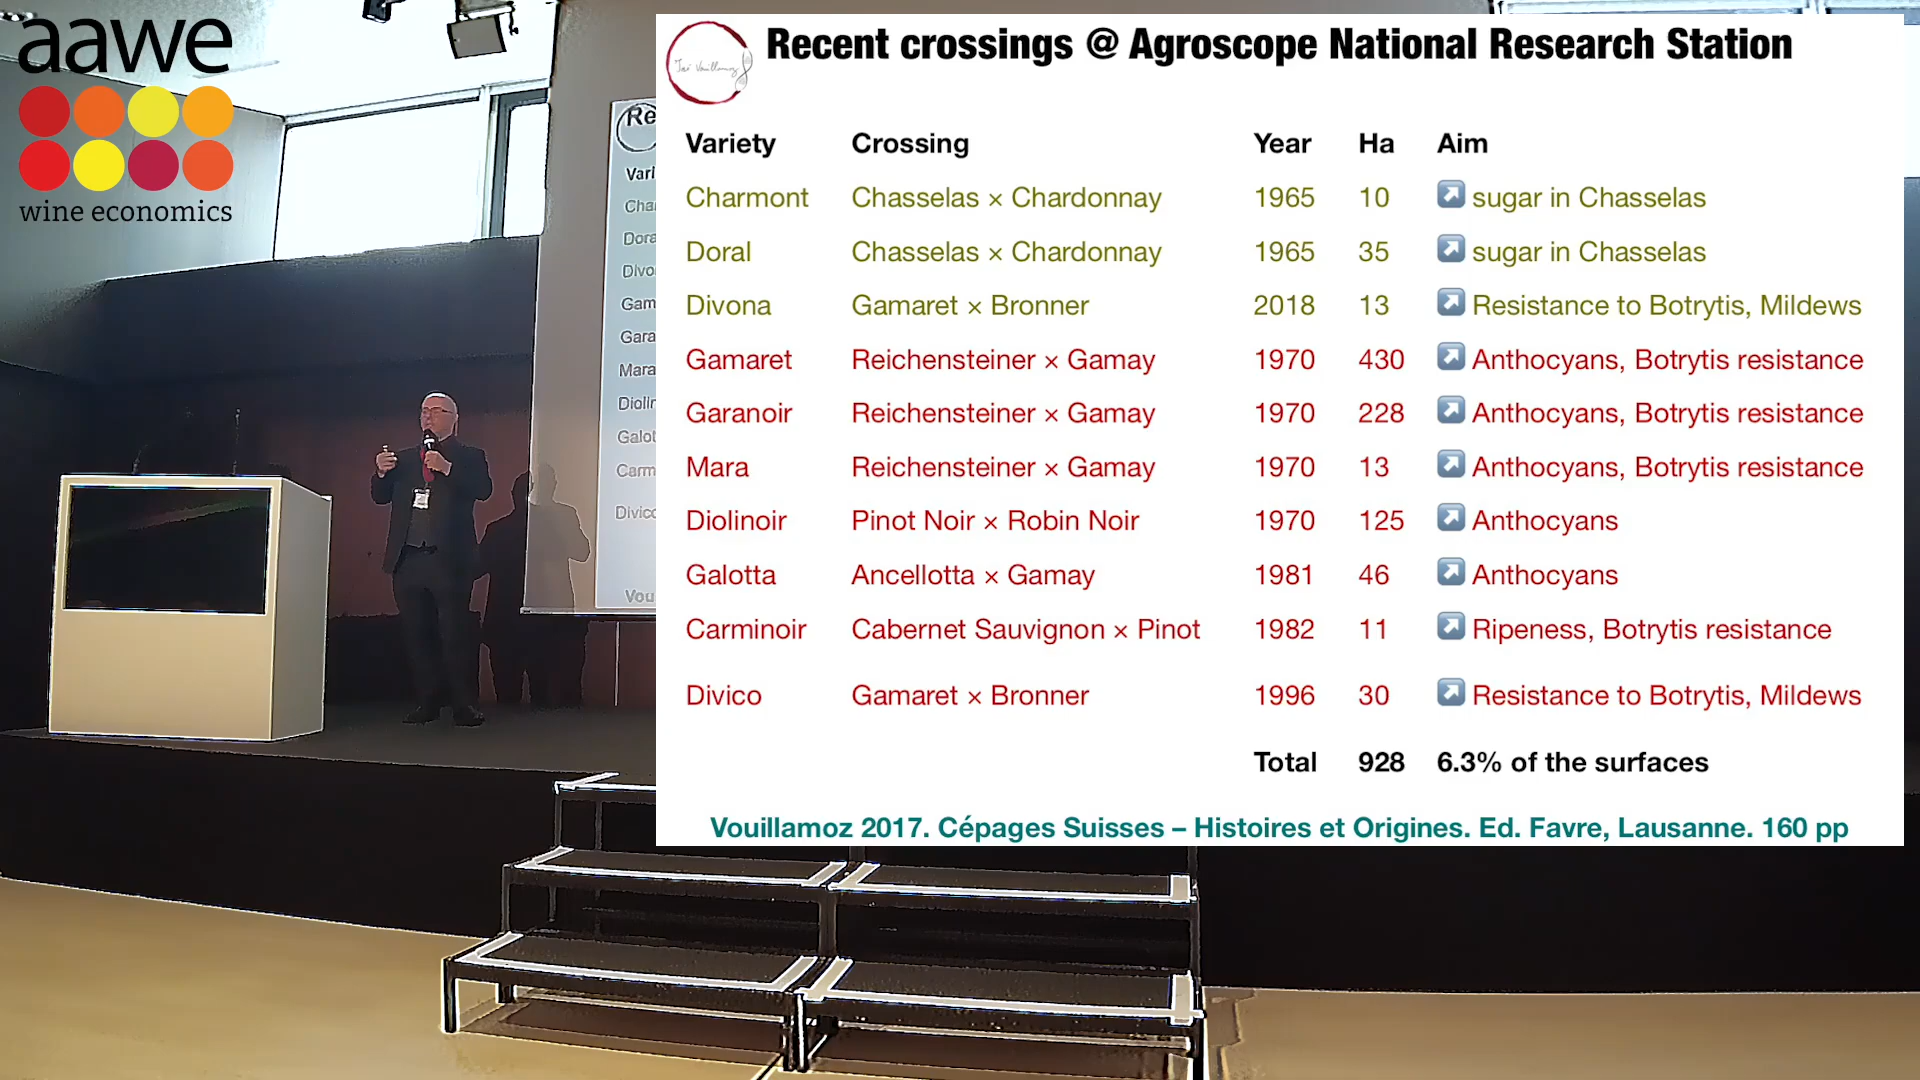 aawe
wine economics
Recent crossings @ Agroscope National Research Station
Variety Crossing Year Ha Aim
Charmont Chasselas × Chardonnay 1965 10 ↗ sugar in Chasselas
Doral Chasselas × Chardonnay 1965 35 ↗ sugar in Chasselas
Divona Gamaret × Bronner 2018 13 ↗ Resistance to Botrytis, Mildews
Gamaret Reichensteiner × Gamay 1970 430 ↗ Anthocyans, Botrytis resistance
Garanoir Reichensteiner × Gamay 1970 228 ↗ Anthocyans, Botrytis resistance
Mara Reichensteiner × Gamay 1970 13 ↗ Anthocyans, Botrytis resistance
Diolinoir Pinot Noir × Robin Noir 1970 125 ↗ Anthocyans
Galotta Ancellotta × Gamay 1981 46 ↗ Anthocyans
Carminoir Cabernet Sauvignon × Pinot 1982 11 ↗ Ripeness, Botrytis resistance
Divico Gamaret × Bronner 1996 30 ↗ Resistance to Botrytis, Mildews
Total 928 6.3% of the surfaces
Vouillamoz 2017. Cépages Suisses – Histoires et Origines. Ed. Favre, Lausanne. 160 pp